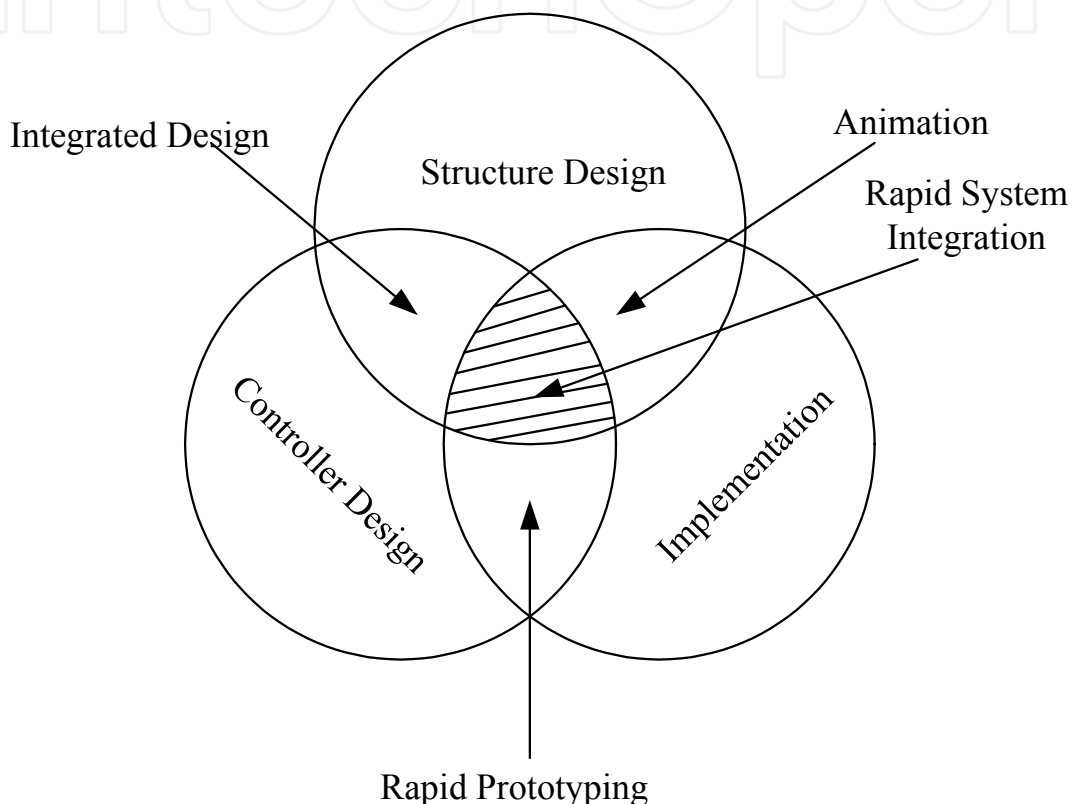 Integrated Design
Structure Design
Animation
Rapid System
Integration
Controller Design
Implementation
Rapid Prototyping